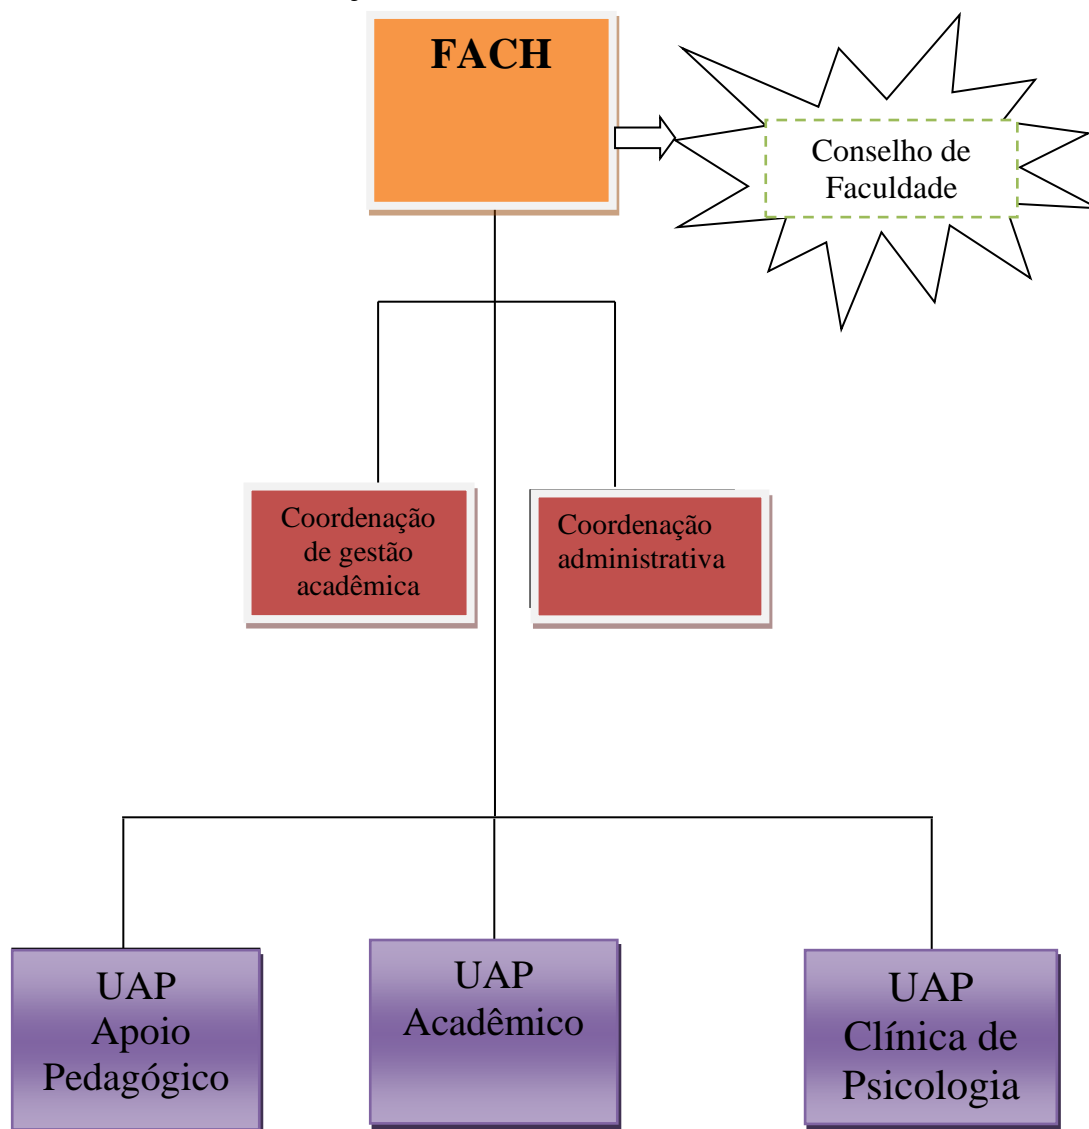 FACH
Conselho de
Faculdade
Coordenação
de gestão
acadêmica
Coordenação
administrativa
UAP
Apoio
Pedagógico
UAP
Acadêmico
UAP
Clínica de
Psicologia